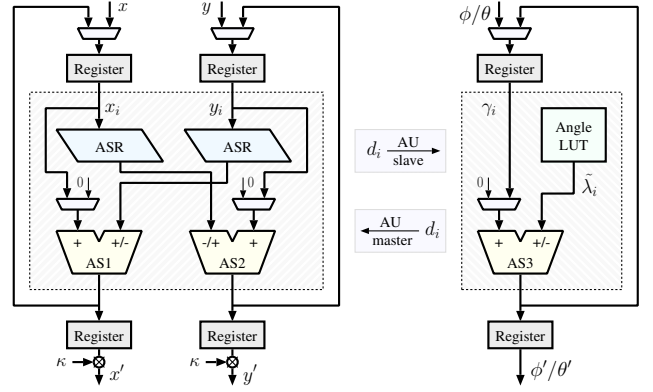 x y ϕ/θ
Register Register Register
x_i y_i γ_i
ASR ASR Angle LUT
d_i AU slave
0 0 0 λ̃_i
AU master d_i
+ +/- -/+ + + +/-
AS1 AS2 AS3
Register Register Register
κ κ
x′ y′ ϕ′/θ′